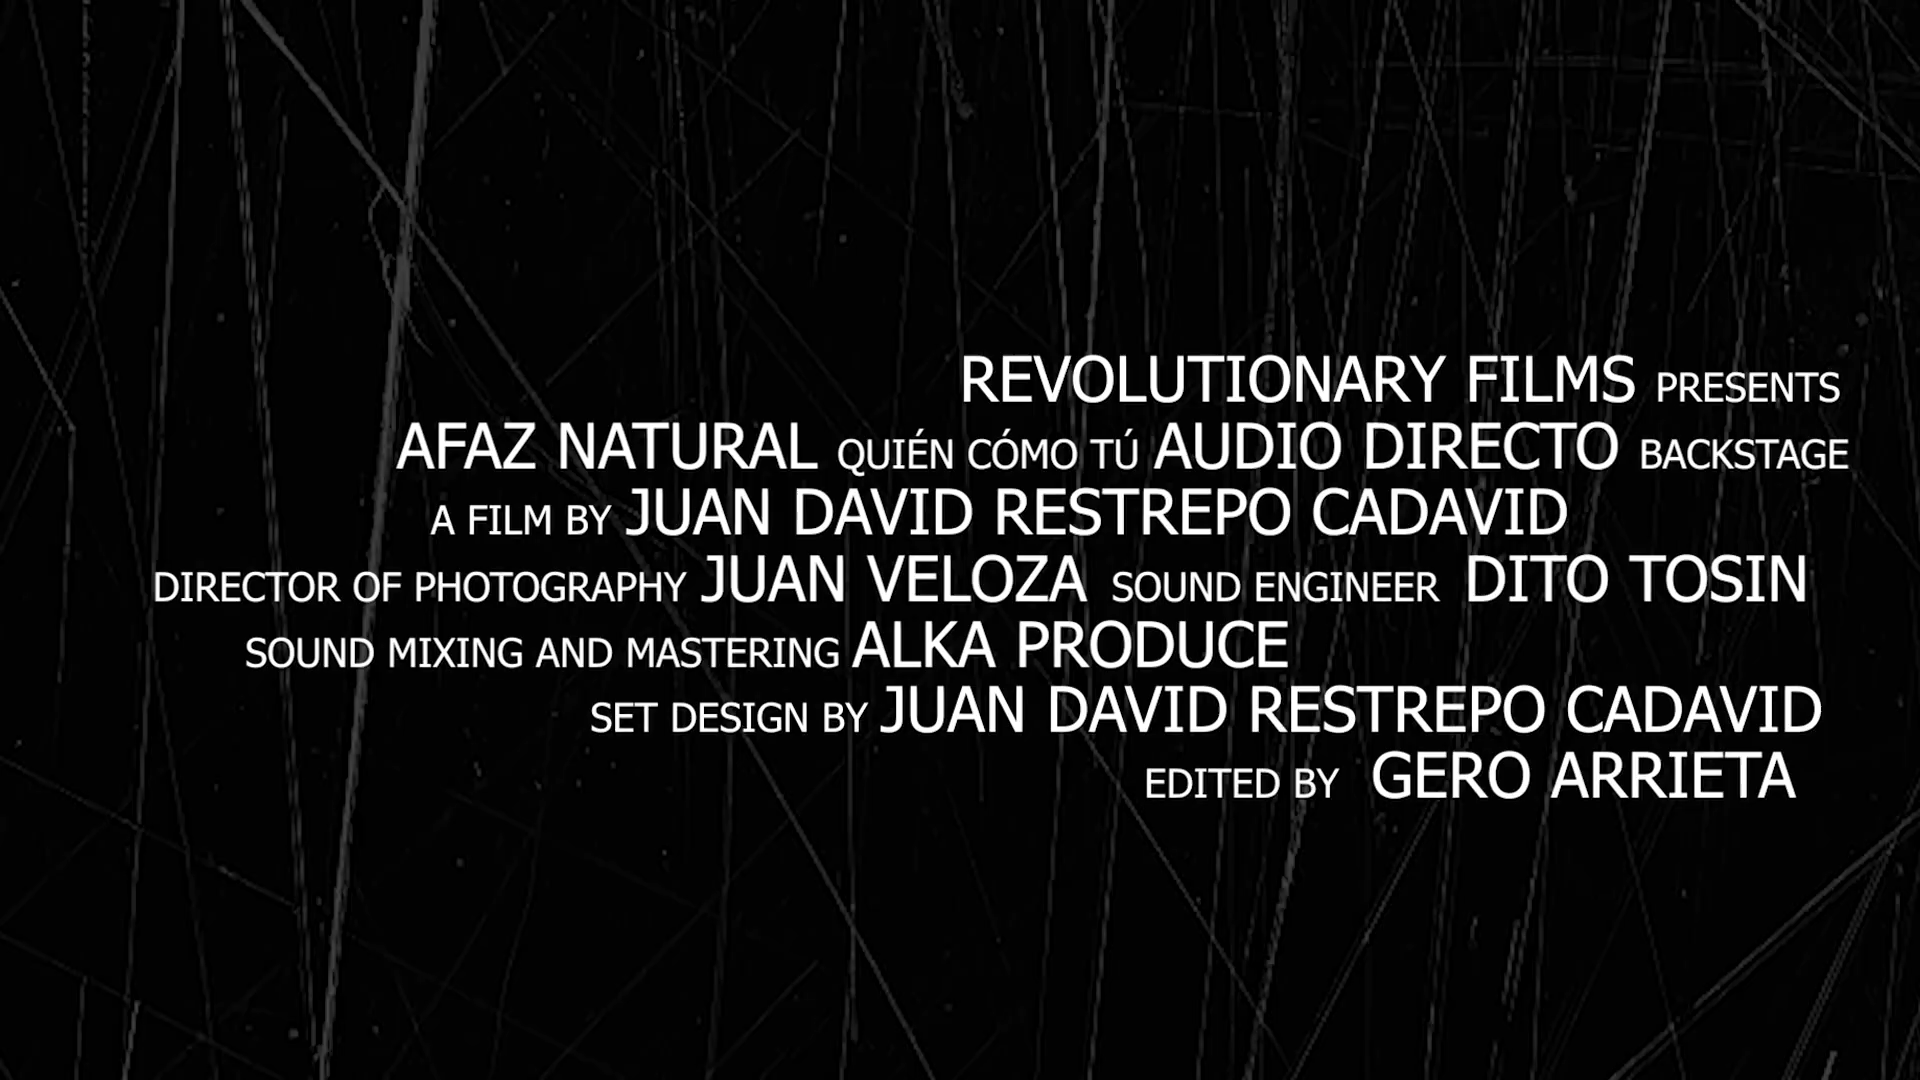 REVOLUTIONARY FILMS PRESENTS
AFAZ NATURAL QUIÉN CÓMO TÚ AUDIO DIRECTO BACKSTAGE
A FILM BY JUAN DAVID RESTREPO CADAVID
DIRECTOR OF PHOTOGRAPHY JUAN VELOZA SOUND ENGINEER DITO TOSIN
SOUND MIXING AND MASTERING ALKA PRODUCE
SET DESIGN BY JUAN DAVID RESTREPO CADAVID
EDITED BY GERO ARRIETA